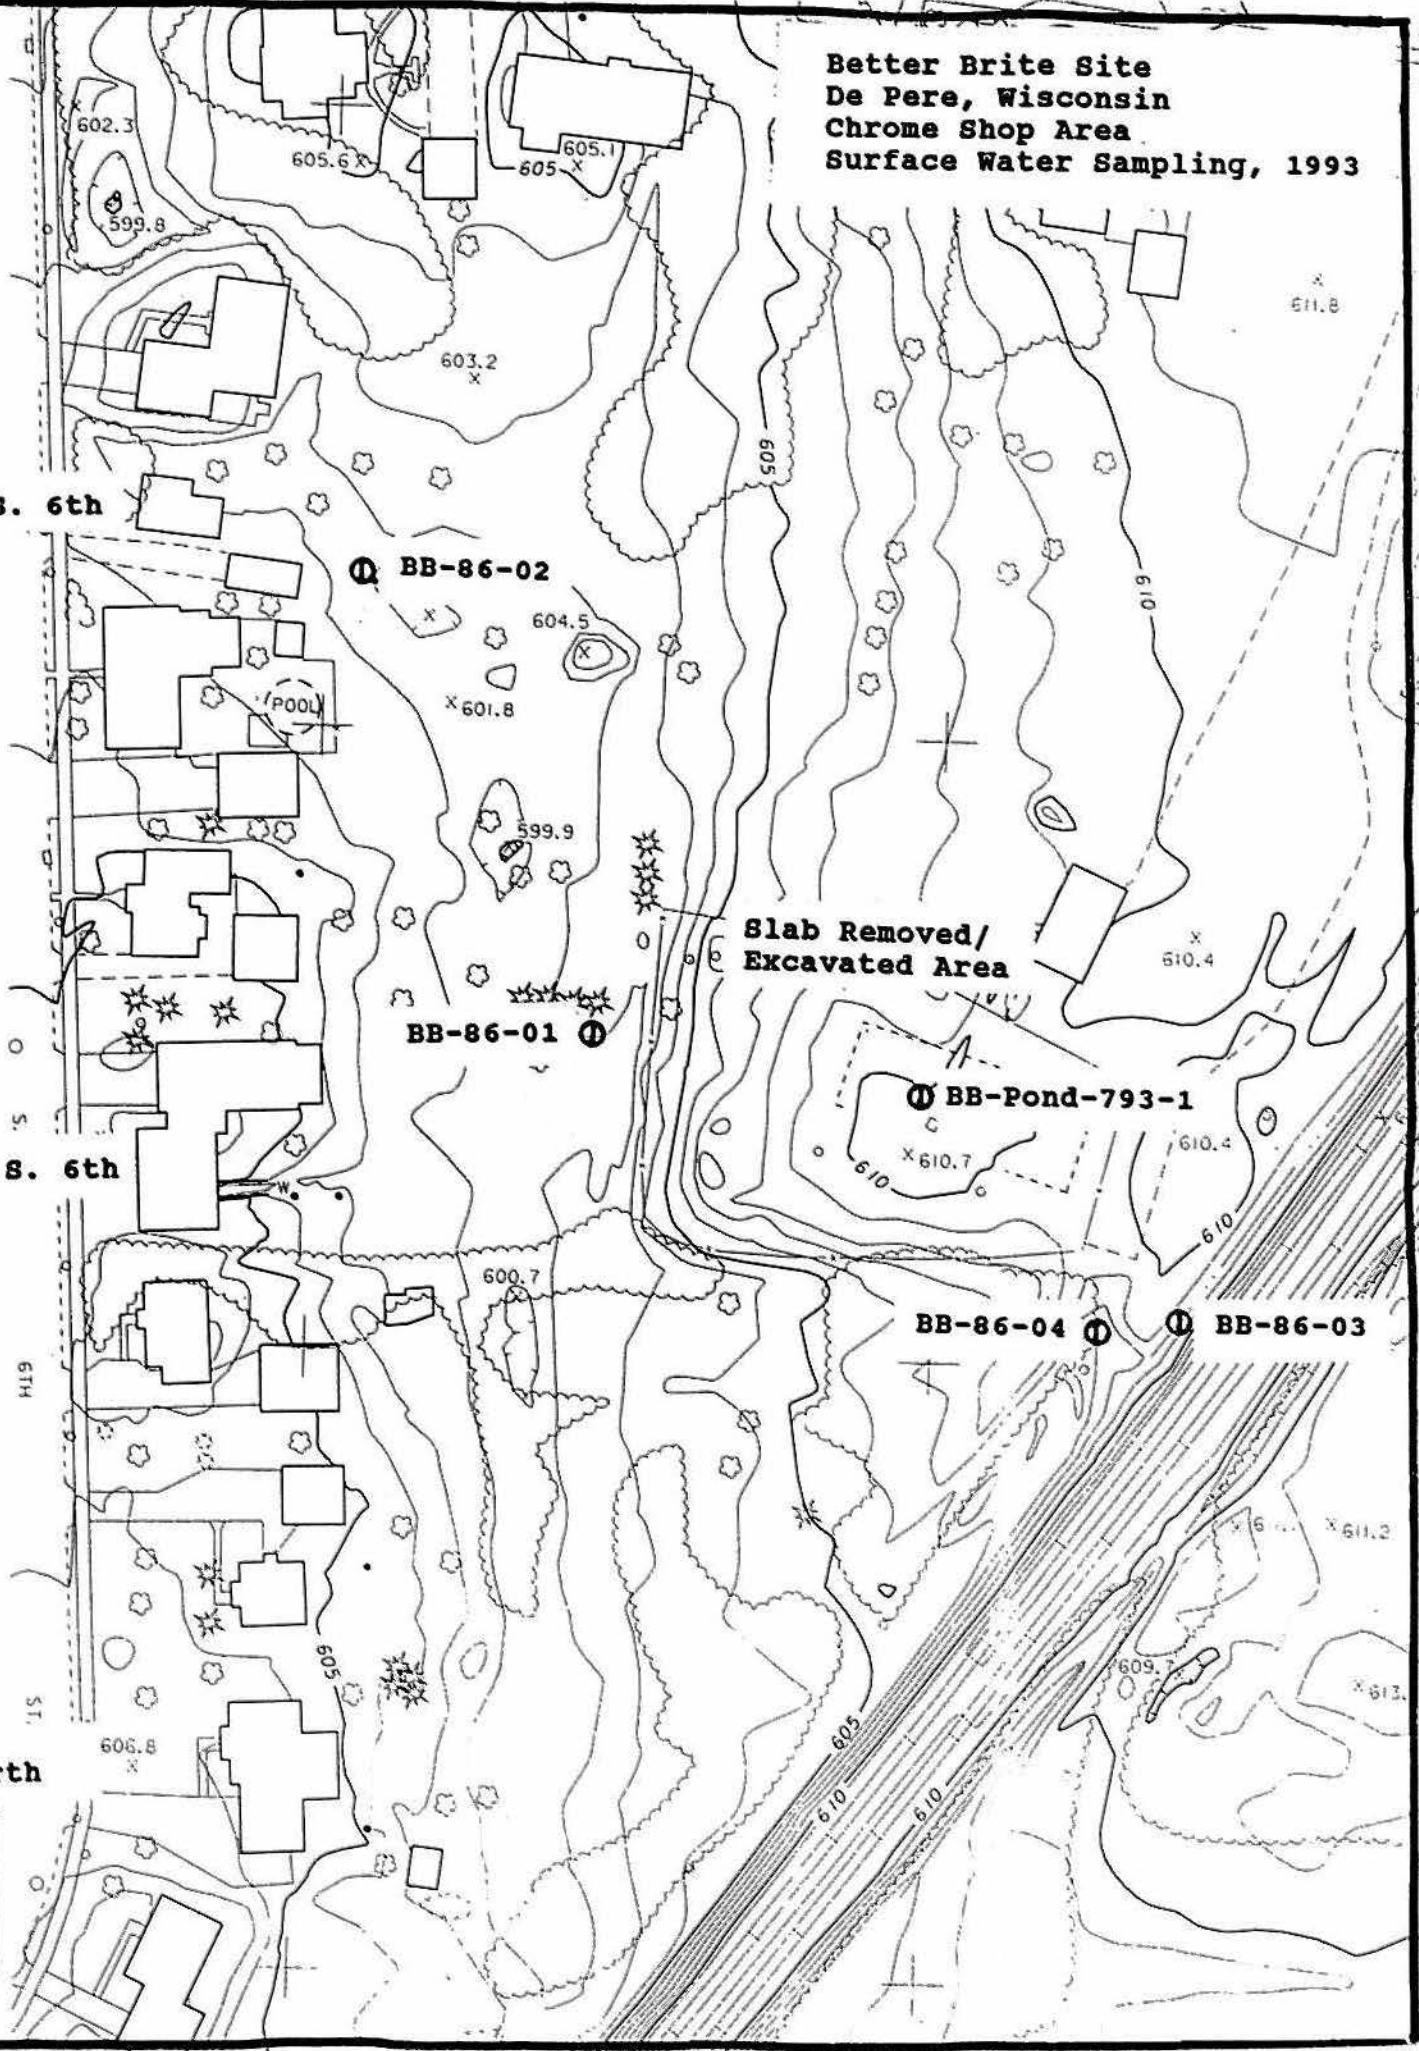 Better Brite Site
De Pere, Wisconsin
Chrome Shop Area
Surface Water Sampling, 1993
602.3
599.8
605.6
605
605.1
611.8
603.2
605
S. 6th
BB-86-02
604.5
610
POOL
601.8
599.9
Slab Removed/
Excavated Area
610.4
BB-86-01
BB-Pond-793-1
O
S.
610.7
610
610.4
S. 6th
W
610
600.7
BB-86-04
BB-86-03
6TH
611.2
605
609.7
ST.
606.8
605
610
610